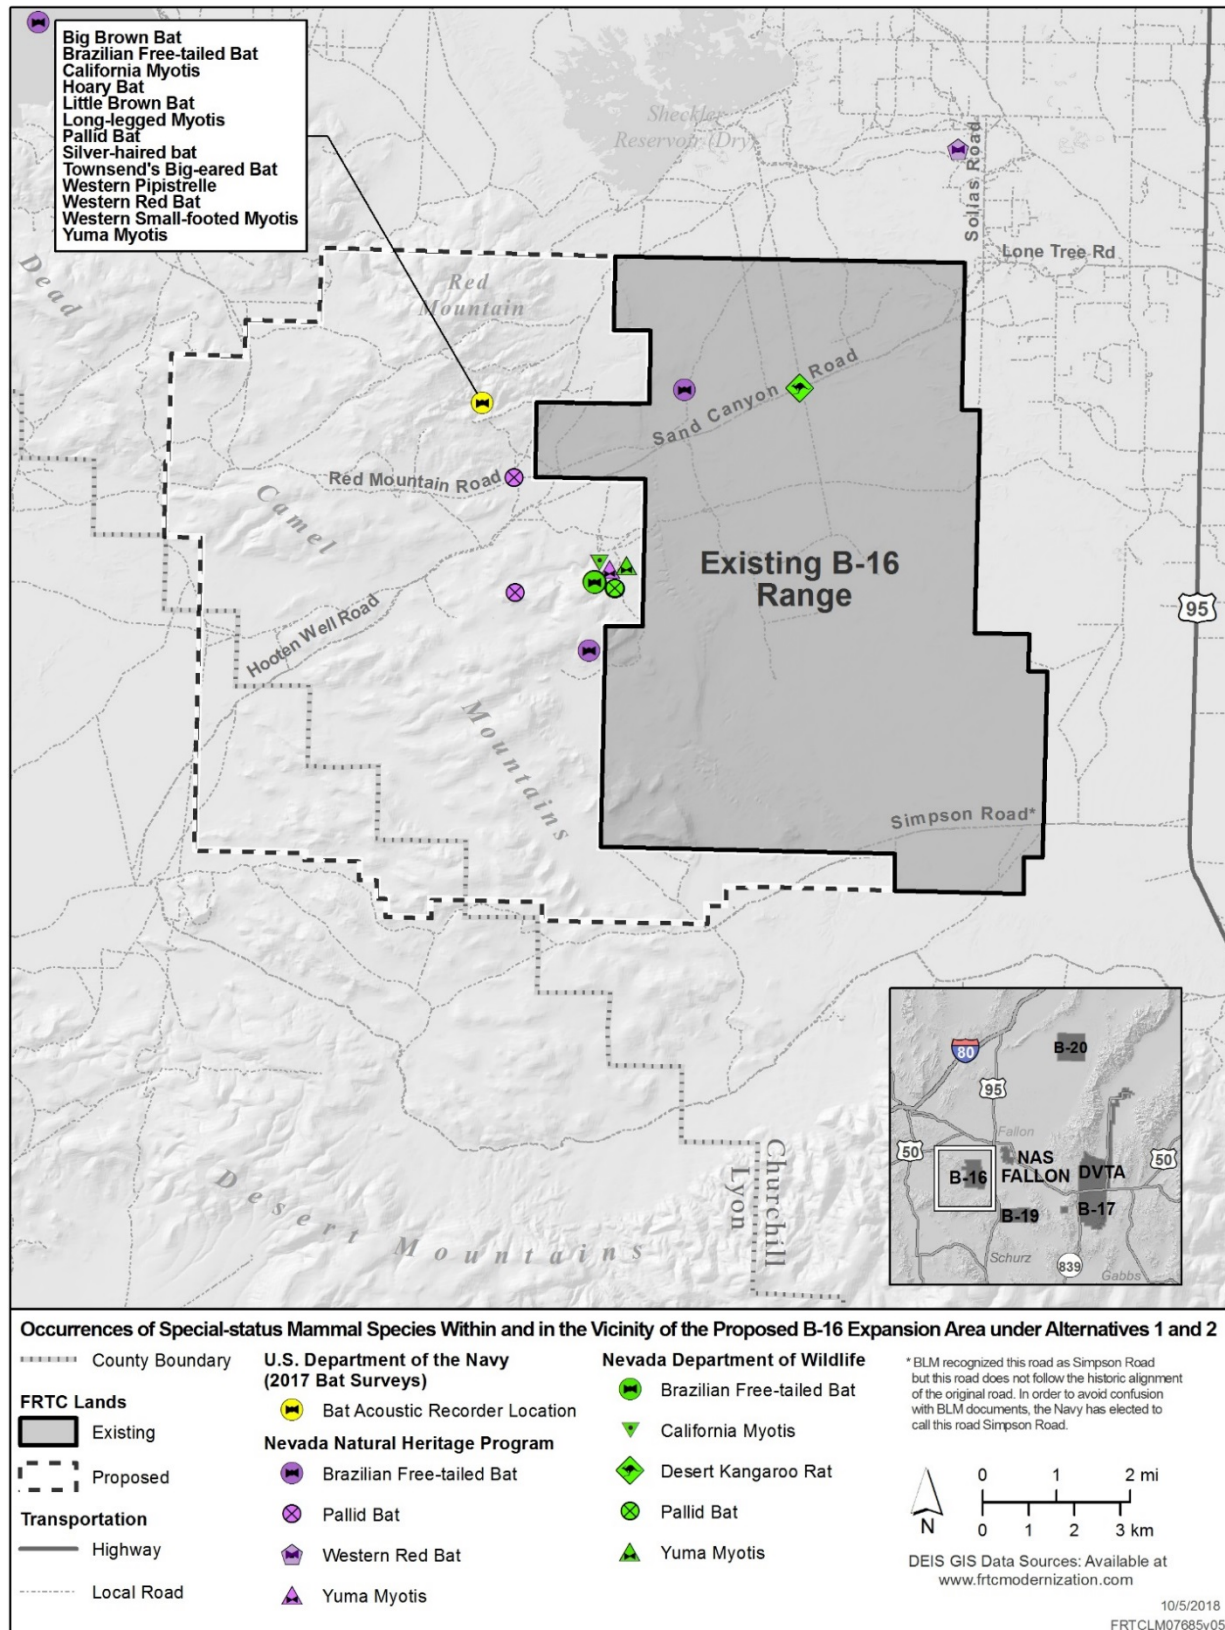 Big Brown Bat
Brazilian Free-tailed Bat
California Myotis
Hoary Bat
Little Brown Bat
Long-legged Myotis
Pallid Bat
Silver-haired bat
Townsend's Big-eared Bat
Western Pipistrelle
Western Red Bat
Western Small-footed Myotis
Yuma Myotis
Sheckler
Reservoir (Dry)
Solias Road
Lone Tree Rd
Dead
Red
Mountain
Sand Canyon Road
Red Mountain Road
Camel
Existing B-16
Range
95
Hooten Well Road
Mountains
Simpson Road*
Churchill
Lyon
Desert Mountains
80
B-20
95
Fallon
50
NAS
FALLON
DVTA
50
B-16
B-17
B-19
Schurz
839
Gabbs
Occurrences of Special-status Mammal Species Within and in the Vicinity of the Proposed B-16 Expansion Area under Alternatives 1 and 2
County Boundary
FRTC Lands
Existing
Proposed
Transportation
Highway
Local Road
U.S. Department of the Navy
(2017 Bat Surveys)
Bat Acoustic Recorder Location
Nevada Natural Heritage Program
Brazilian Free-tailed Bat
Pallid Bat
Western Red Bat
Yuma Myotis
Nevada Department of Wildlife
Brazilian Free-tailed Bat
California Myotis
Desert Kangaroo Rat
Pallid Bat
Yuma Myotis
* BLM recognized this road as Simpson Road
but this road does not follow the historic alignment
of the original road. In order to avoid confusion
with BLM documents, the Navy has elected to
call this road Simpson Road.
N
0 1 2 mi
0 1 2 3 km
DEIS GIS Data Sources: Available at
www.frtcmodernization.com
10/5/2018
FRTCLM07685v05